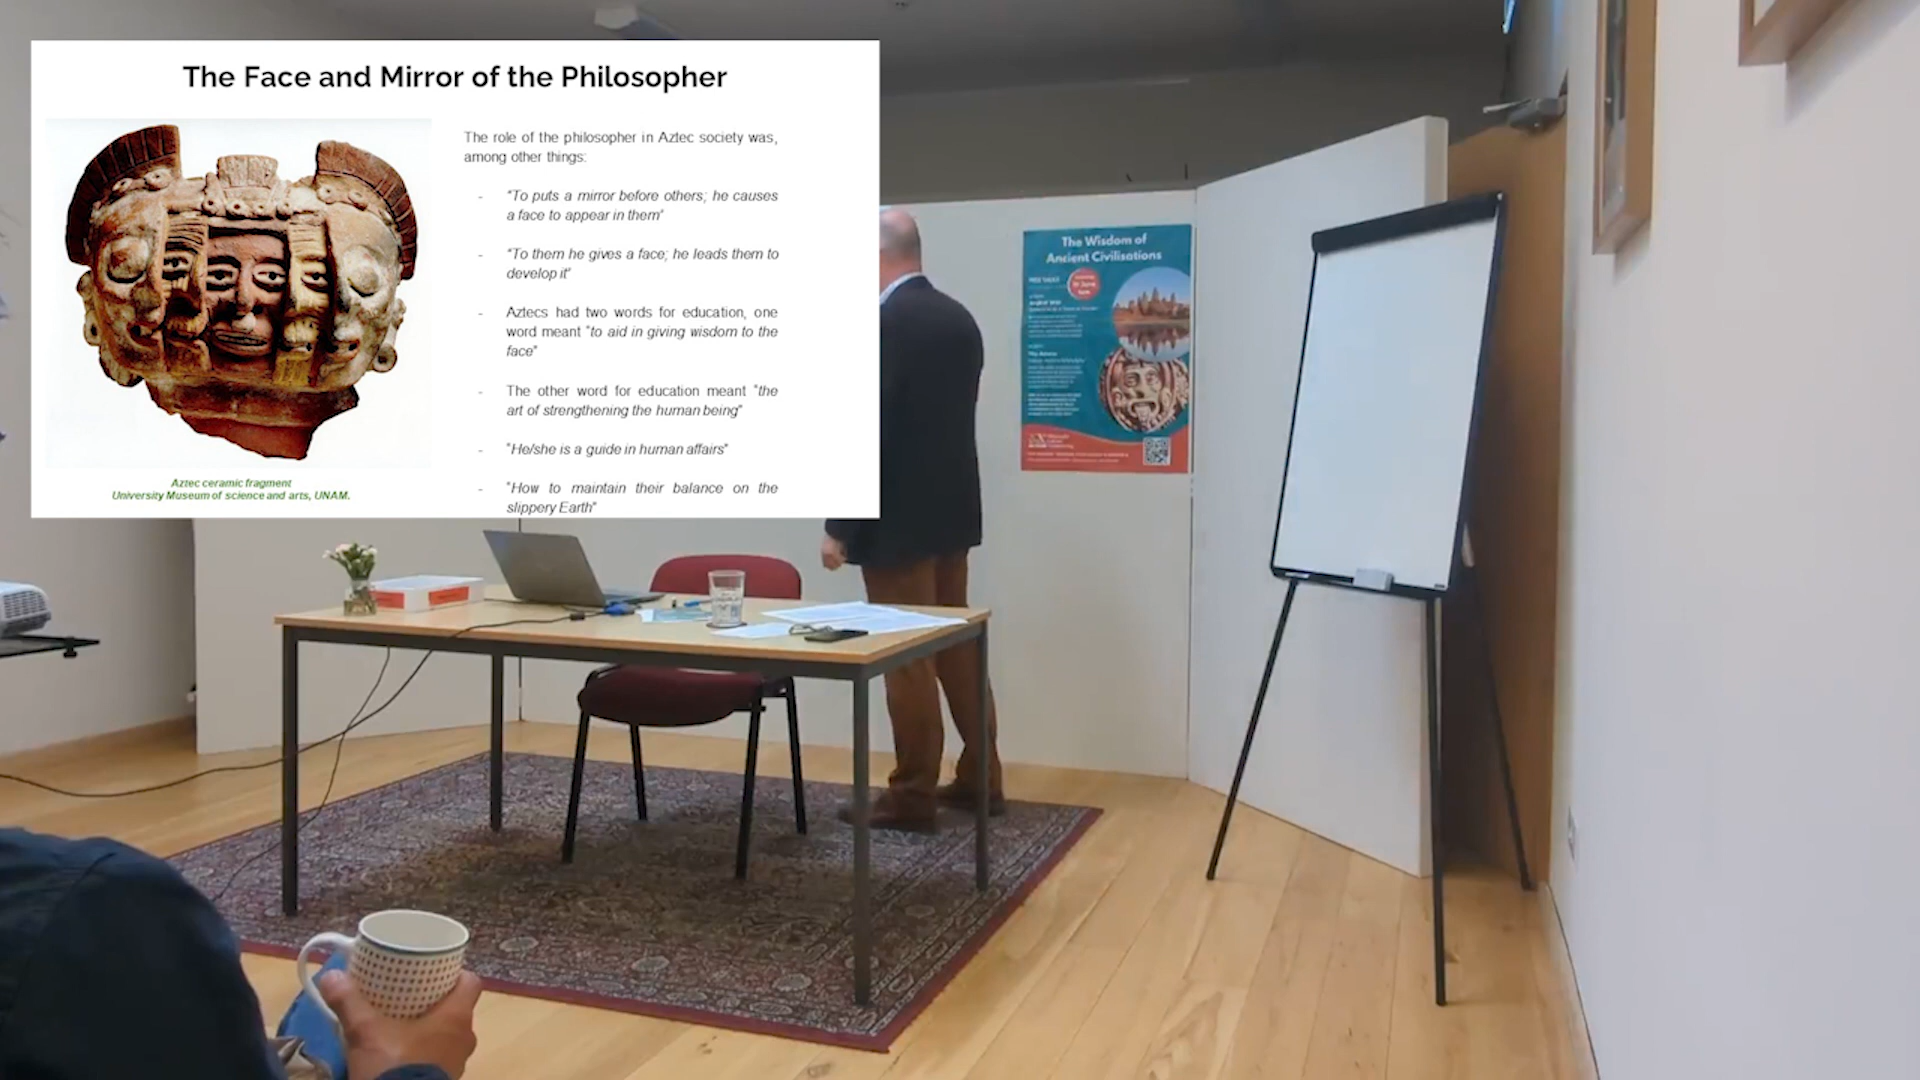 The Face and Mirror of the Philosopher
The role of the philosopher in Aztec society was,
among other things:
- "To puts a mirror before others; he causes
a face to appear in them"
- "To them he gives a face; he leads them to
develop it"
- Aztecs had two words for education, one
word meant "to aid in giving wisdom to the
face"
- The other word for education meant "the
art of strengthening the human being"
- "He/she is a guide in human affairs"
- "How to maintain their balance on the
slippery Earth"
Aztec ceramic fragment
University Museum of science and arts, UNAM.
The Wisdom of
Ancient Civilisations